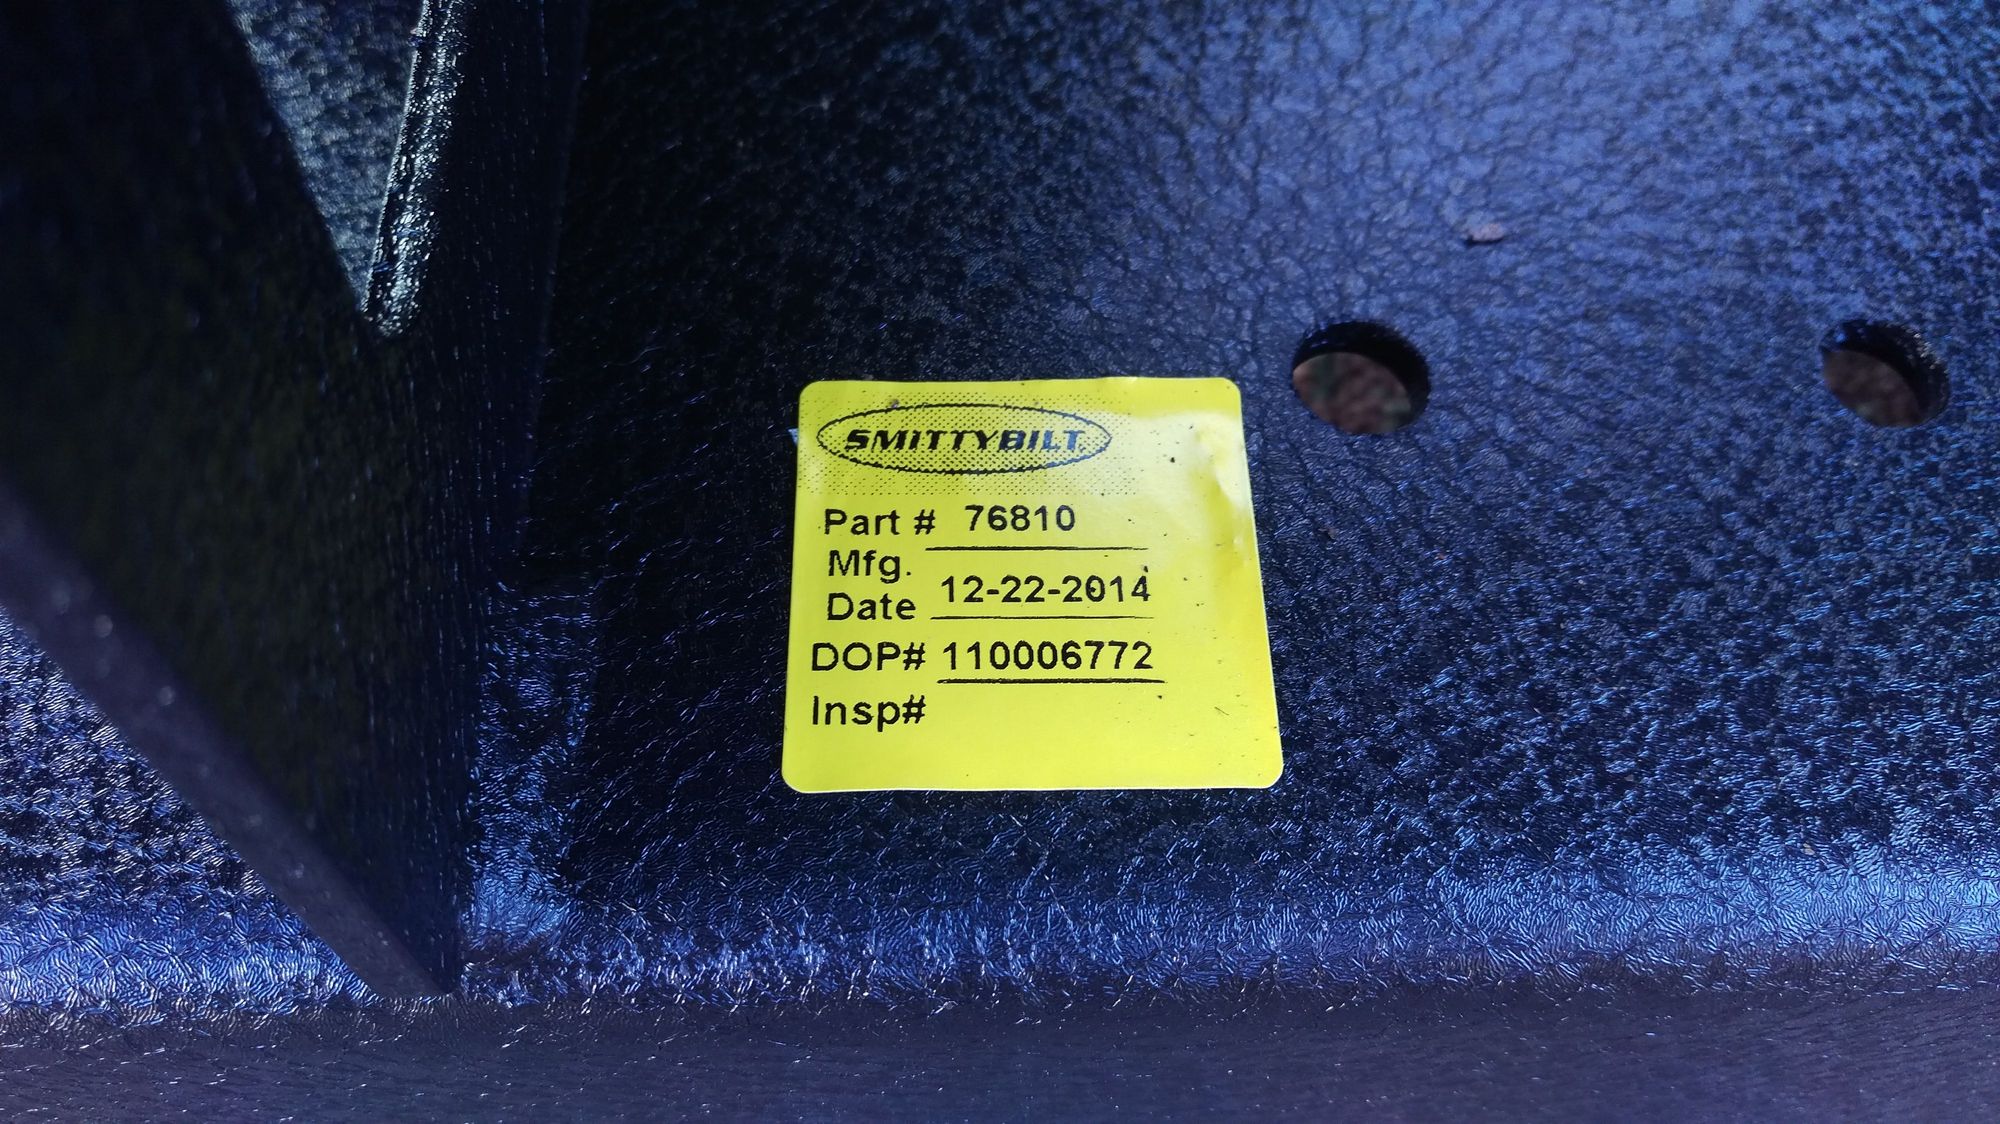 SMITTYBILT
Part # 76810
Mfg.
Date 12-22-2014
DOP# 110006772
Insp#